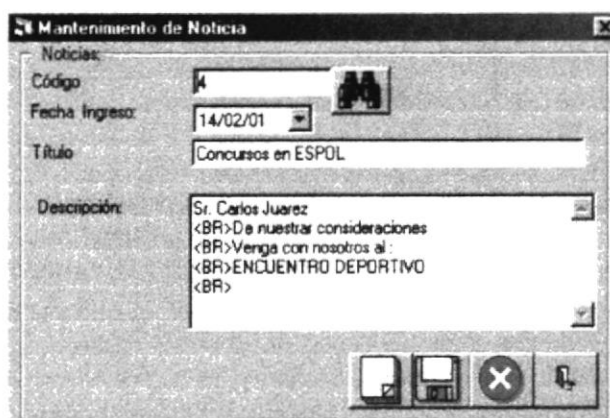 Mantenimiento de Noticia
Noticias:
Código 4
Fecha Ingreso: 14/02/01
Título Concursos en ESPOL
Descripción: Sr. Carlos Juarez
<BR>De nuestrar consideraciones
<BR>Venga con nosotros al :
<BR>ENCUENTRO DEPORTIVO
<BR>